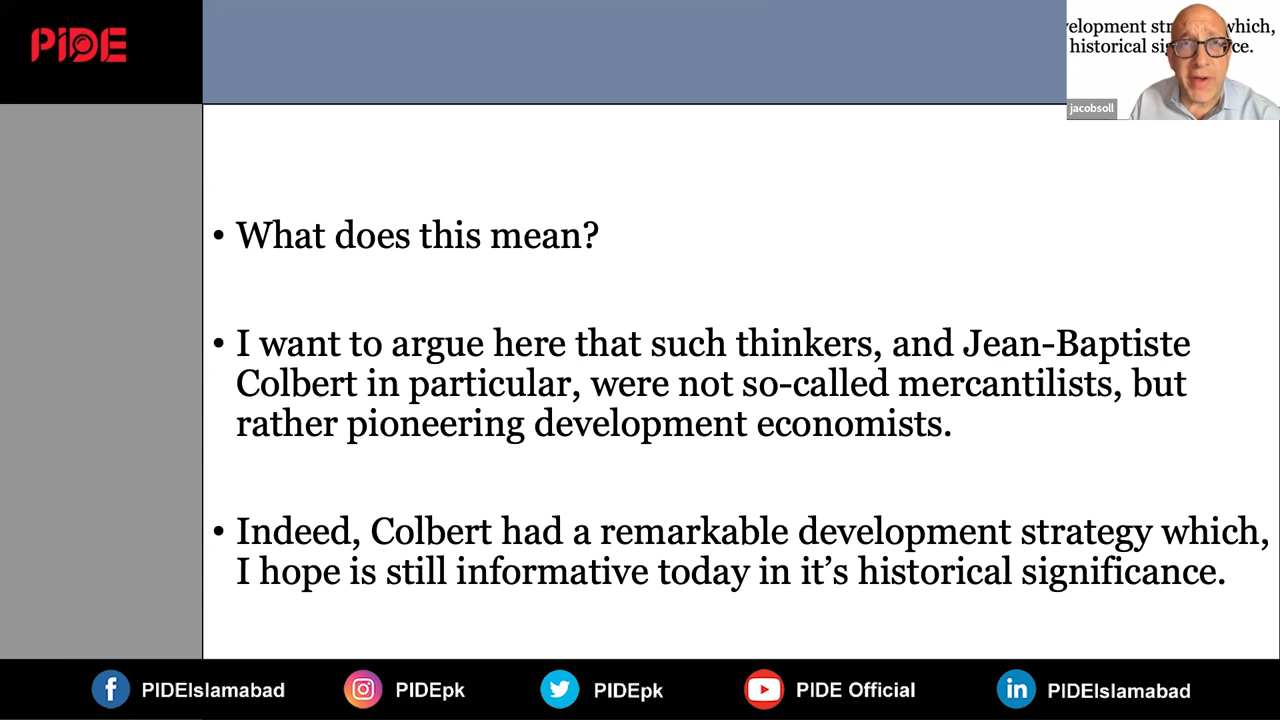 PIDE
velopment str which,
historical sig ce.
jacobsoll
• What does this mean?
• I want to argue here that such thinkers, and Jean-Baptiste
Colbert in particular, were not so-called mercantilists, but
rather pioneering development economists.
• Indeed, Colbert had a remarkable development strategy which,
I hope is still informative today in it’s historical significance.
PIDEIslamabad
PIDEpk
PIDEpk
PIDE Official
PIDEIslamabad